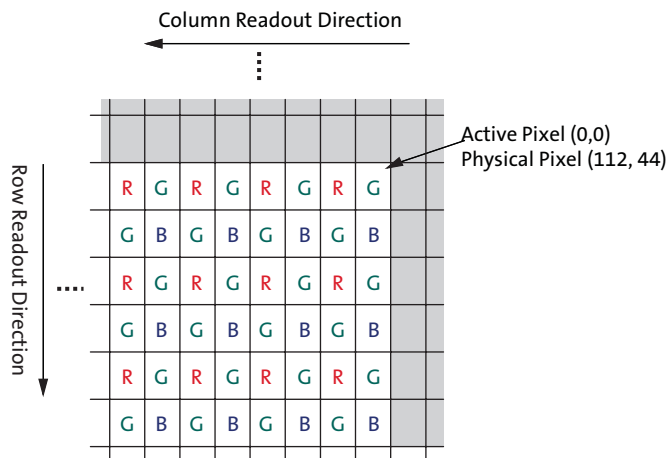 Column Readout Direction
Active Pixel (0,0)
Physical Pixel (112, 44)
Row Readout Direction
R G R G R G R G
G B G B G B G B
R G R G R G R G
G B G B G B G B
R G R G R G R G
G B G B G B G B